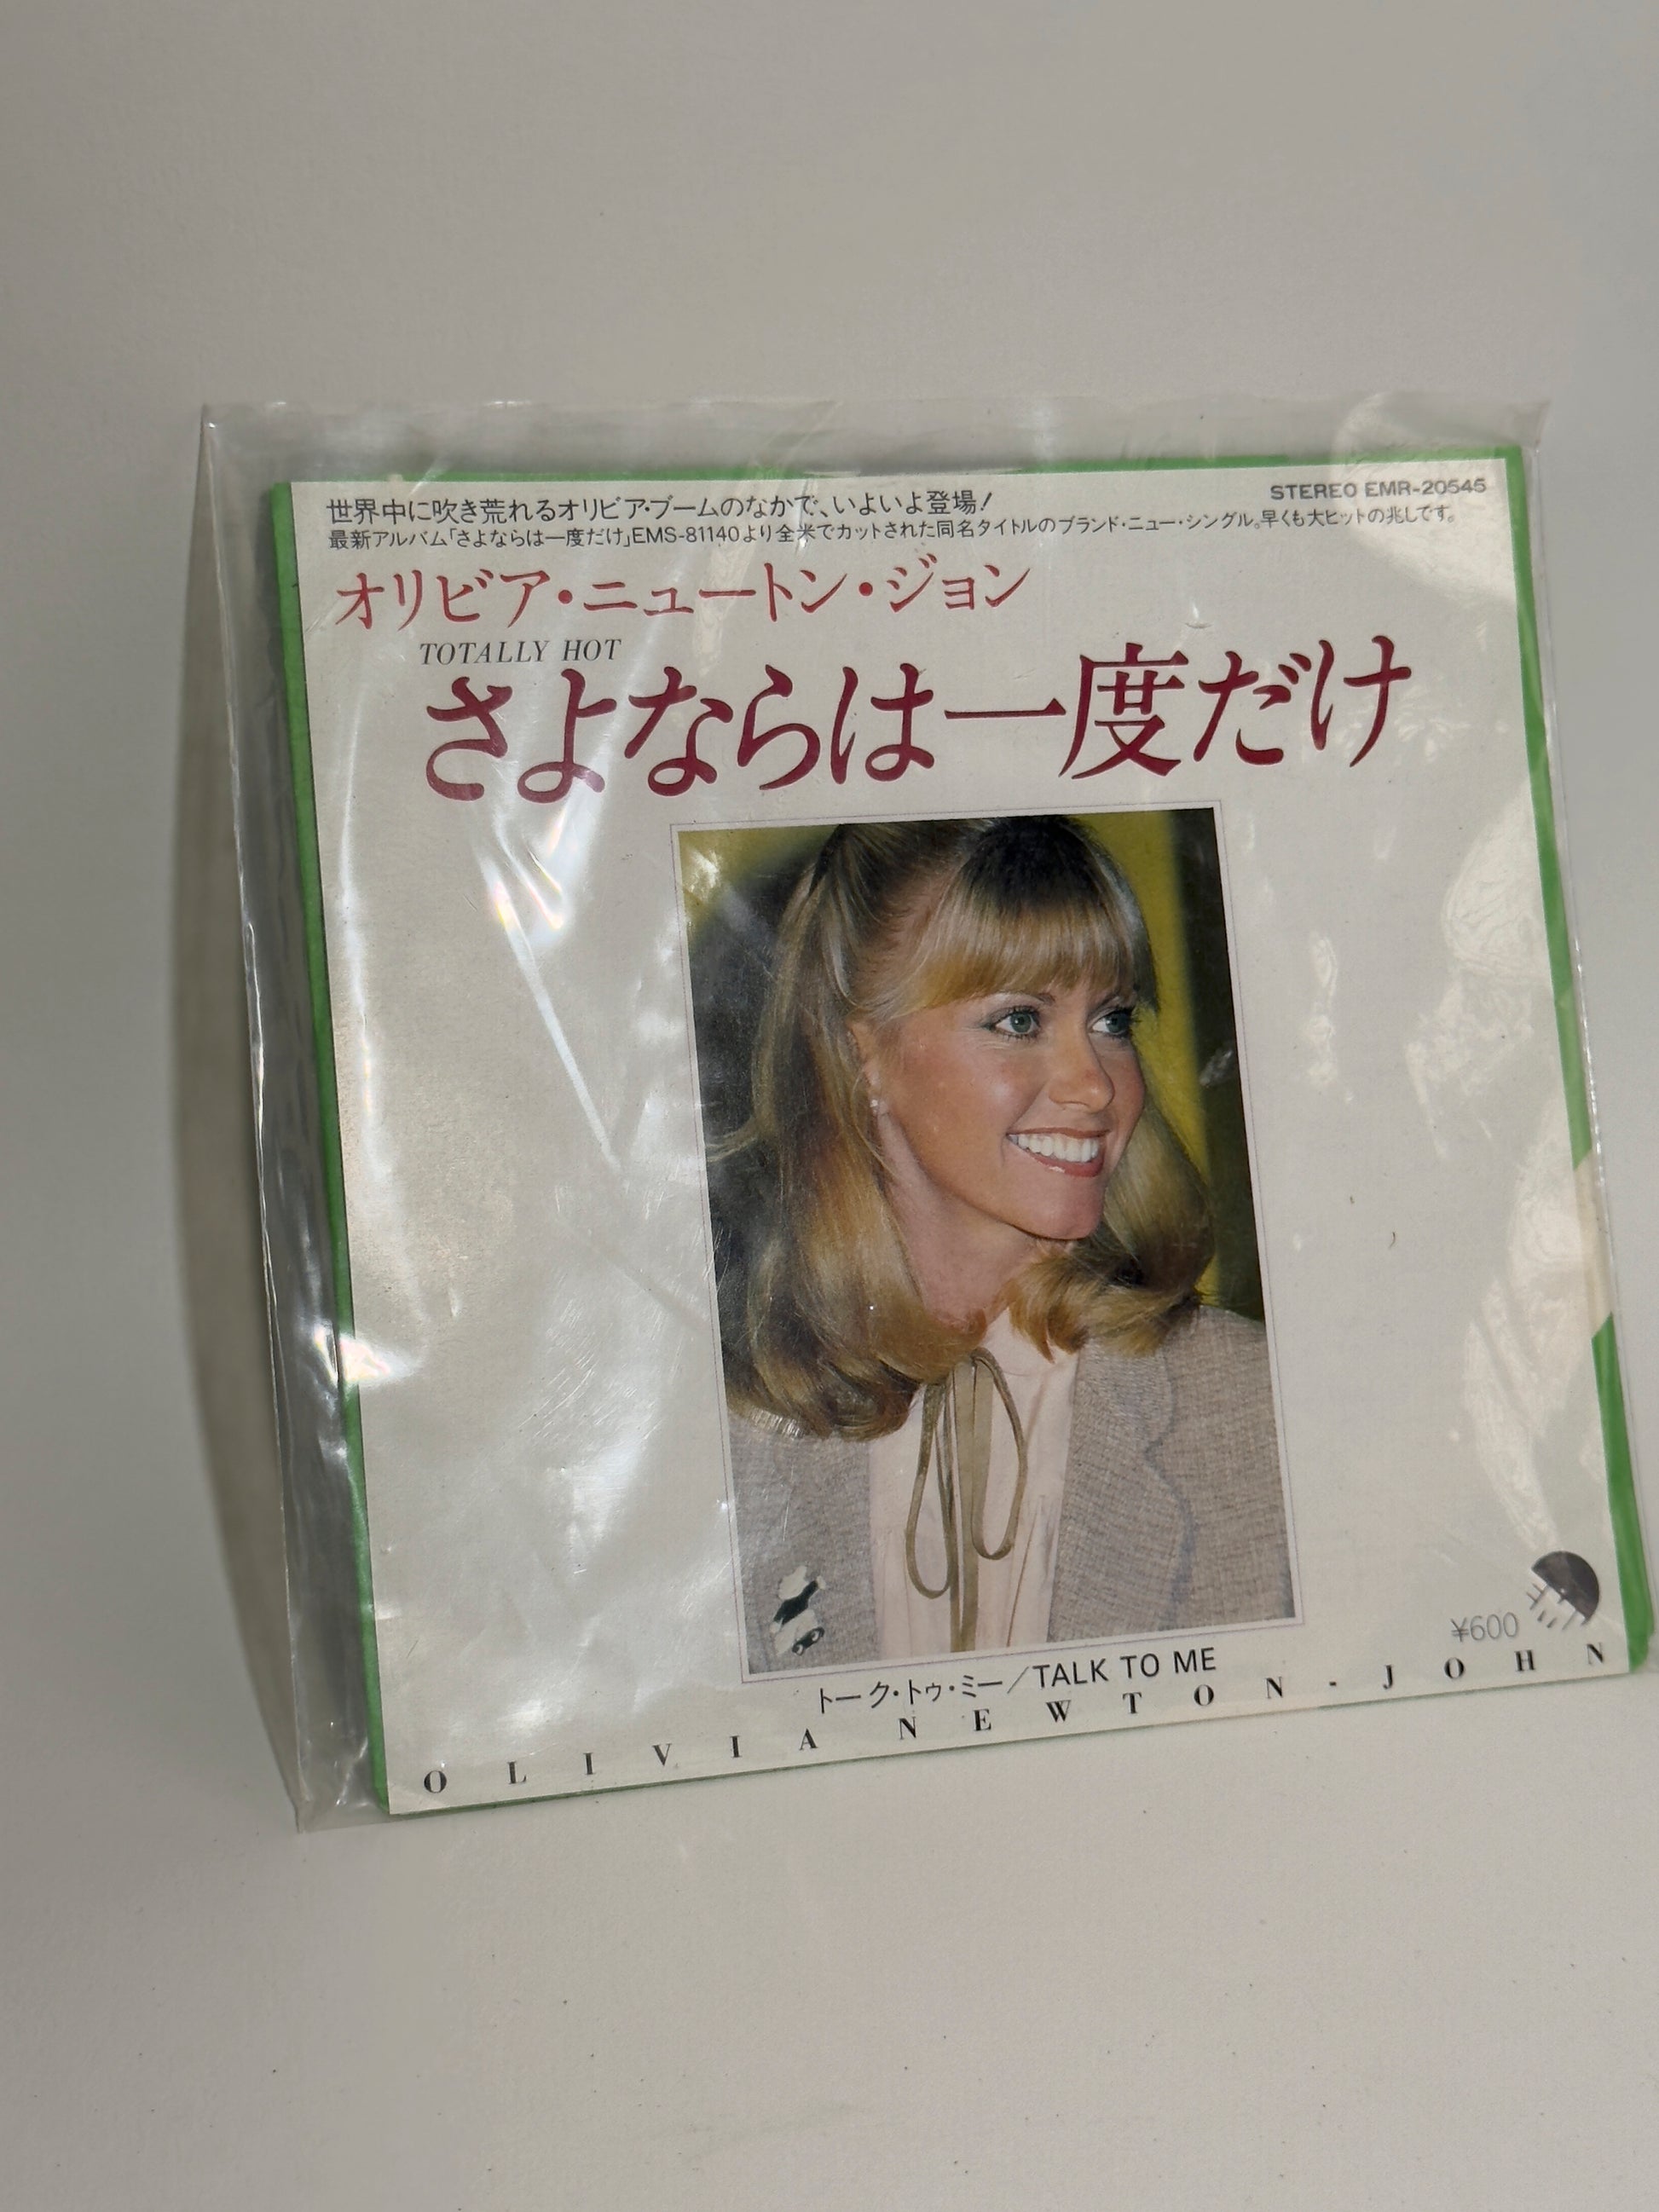 STEREO EMR-20545
世界中に吹き荒れるオリビア・ブームのなかで、いよいよ登場!
最新アルバム「さよならは一度だけ」EMS-81140より全米でカットされた同名タイトルのブランド・ニュー・シングル。早くも大ヒットの兆しです。
オリビア・ニュートン・ジョン
TOTALLY HOT
さよならは一度だけ
¥600
EMI
トーク・トゥ・ミー/TALK TO ME
OLIVIA NEWTON-JOHN